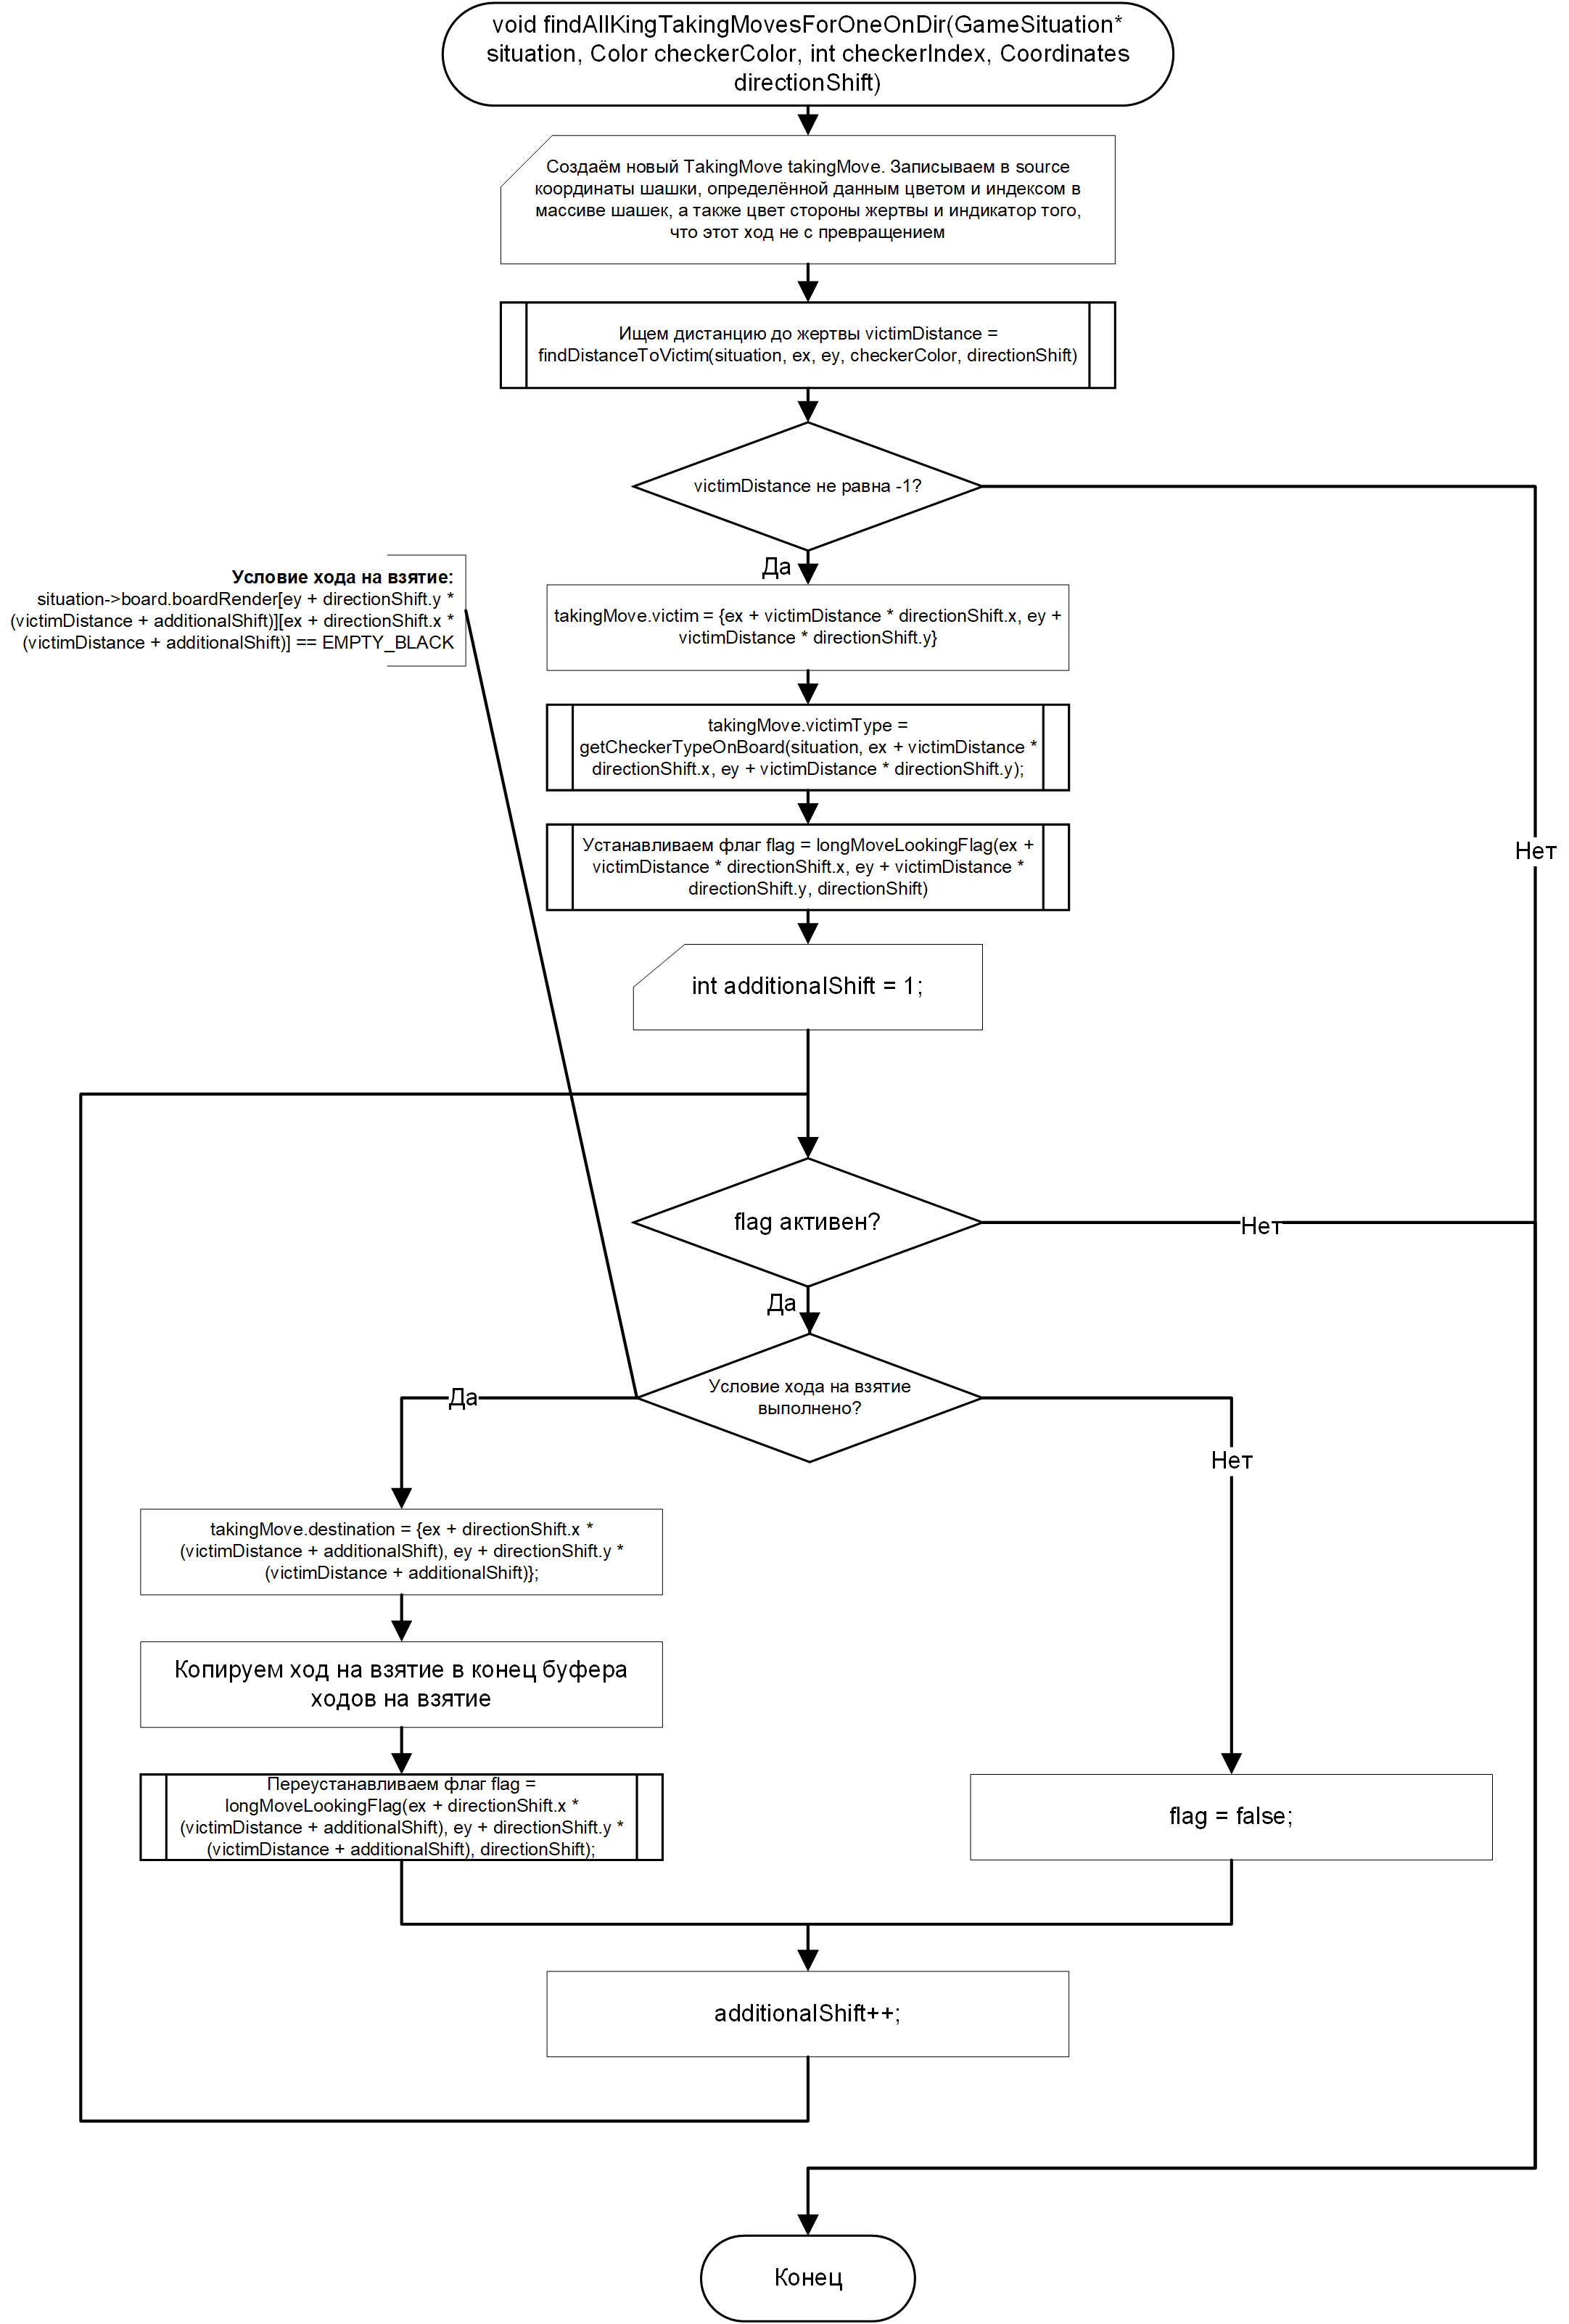 void findAllKingTakingMovesForOneOnDir(GameSituation*
situation, Color checkerColor, int checkerIndex, Coordinates
directionShift)
Создаём новый TakingMove takingMove. Записываем в source
координаты шашки, определённой данным цветом и индексом в
массиве шашек, а также цвет стороны жертвы и индикатор того,
что этот ход не с превращением
Ищем дистанцию до жертвы victimDistance =
findDistanceToVictim(situation, ex, ey, checkerColor, directionShift)
victimDistance не равна -1?
Да
Нет
Условие хода на взятие:
situation->board.boardRender[ey + directionShift.y *
(victimDistance + additionalShift)][ex + directionShift.x *
(victimDistance + additionalShift)] == EMPTY_BLACK
takingMove.victim = {ex + victimDistance * directionShift.x, ey +
victimDistance * directionShift.y}
takingMove.victimType =
getCheckerTypeOnBoard(situation, ex + victimDistance *
directionShift.x, ey + victimDistance * directionShift.y);
Устанавливаем флаг flag = longMoveLookingFlag(ex +
victimDistance * directionShift.x, ey + victimDistance *
directionShift.y, directionShift)
int additionalShift = 1;
flag активен?
Нет
Да
Условие хода на взятие
выполнено?
Да
Нет
takingMove.destination = {ex + directionShift.x *
(victimDistance + additionalShift), ey + directionShift.y *
(victimDistance + additionalShift)};
Копируем ход на взятие в конец буфера
ходов на взятие
Переустанавливаем флаг flag =
longMoveLookingFlag(ex + directionShift.x *
(victimDistance + additionalShift), ey + directionShift.y *
(victimDistance + additionalShift), directionShift);
flag = false;
additionalShift++;
Конец